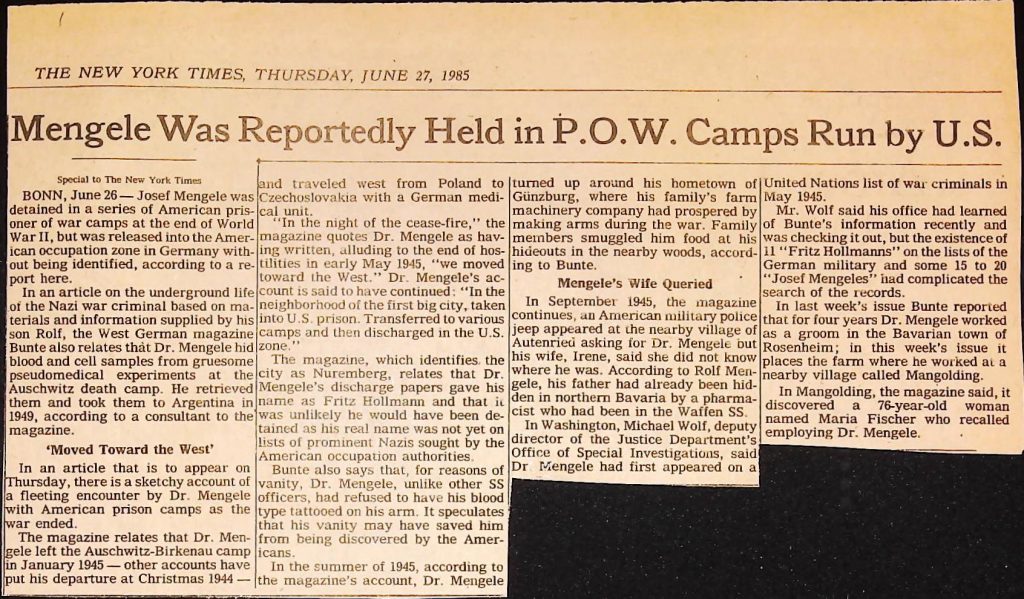 THE NEW YORK TIMES, THURSDAY, JUNE 27, 1985
Mengele Was Reportedly Held in P.O.W. Camps Run by U.S.
Special to The New York Times
BONN, June 26 — Josef Mengele was
detained in a series of American pris-
oner of war camps at the end of World
War II, but was released into the Amer-
ican occupation zone in Germany with-
out being identified, according to a re-
port here.
In an article on the underground life
of the Nazi war criminal based on ma-
terials and information supplied by his
son Rolf, the West German magazine
Bunte also relates that Dr. Mengele hid
blood and cell samples from gruesome
pseudomedical experiments at the
Auschwitz death camp. He retrieved
them and took them to Argentina in
1949, according to a consultant to the
magazine.
'Moved Toward the West'
In an article that is to appear on
Thursday, there is a sketchy account of
a fleeting encounter by Dr. Mengele
with American prison camps as the
war ended.
The magazine relates that Dr. Men-
gele left the Auschwitz-Birkenau camp
in January 1945 — other accounts have
put his departure at Christmas 1944 —
and traveled west from Poland to
Czechoslovakia with a German medi-
cal unit.
"In the night of the cease-fire," the
magazine quotes Dr. Mengele as hav-
ing written, alluding to the end of hos-
tilities in early May 1945, "we moved
toward the West." Dr. Mengele's ac-
count is said to have continued: "In the
neighborhood of the first big city, taken
into U.S. prison. Transferred to various
camps and then discharged in the U.S.
zone."
The magazine, which identifies the
city as Nuremberg, relates that Dr.
Mengele's discharge papers gave his
name as Fritz Hollmann and that it
was unlikely he would have been de-
tained as his real name was not yet on
lists of prominent Nazis sought by the
American occupation authorities.
Bunte also says that, for reasons of
vanity, Dr. Mengele, unlike other SS
officers, had refused to have his blood
type tattooed on his arm. It speculates
that his vanity may have saved him
from being discovered by the Amer-
icans.
In the summer of 1945, according to
the magazine's account, Dr. Mengele
turned up around his hometown of
Günzburg, where his family's farm
machinery company had prospered by
making arms during the war. Family
members smuggled him food at his
hideouts in the nearby woods, accord-
ing to Bunte.
Mengele's Wife Queried
In September 1945, the magazine
continues, an American military police
jeep appeared at the nearby village of
Autenried asking for Dr. Mengele but
his wife, Irene, said she did not know
where he was. According to Rolf Men-
gele, his father had already been hid-
den in northern Bavaria by a pharma-
cist who had been in the Waffen SS.
In Washington, Michael Wolf, deputy
director of the Justice Department's
Office of Special Investigations, said
Dr. Mengele had first appeared on a
United Nations list of war criminals in
May 1945.
Mr. Wolf said his office had learned
of Bunte's information recently and
was checking it out, but the existence of
11 "Fritz Hollmanns" on the lists of the
German military and some 15 to 20
"Josef Mengeles" had complicated the
search of the records.
In last week's issue Bunte reported
that for four years Dr. Mengele worked
as a groom in the Bavarian town of
Rosenheim; in this week's issue it
places the farm where he worked at a
nearby village called Mangolding.
In Mangolding, the magazine said, it
discovered a 76-year-old woman
named Maria Fischer who recalled
employing Dr. Mengele.